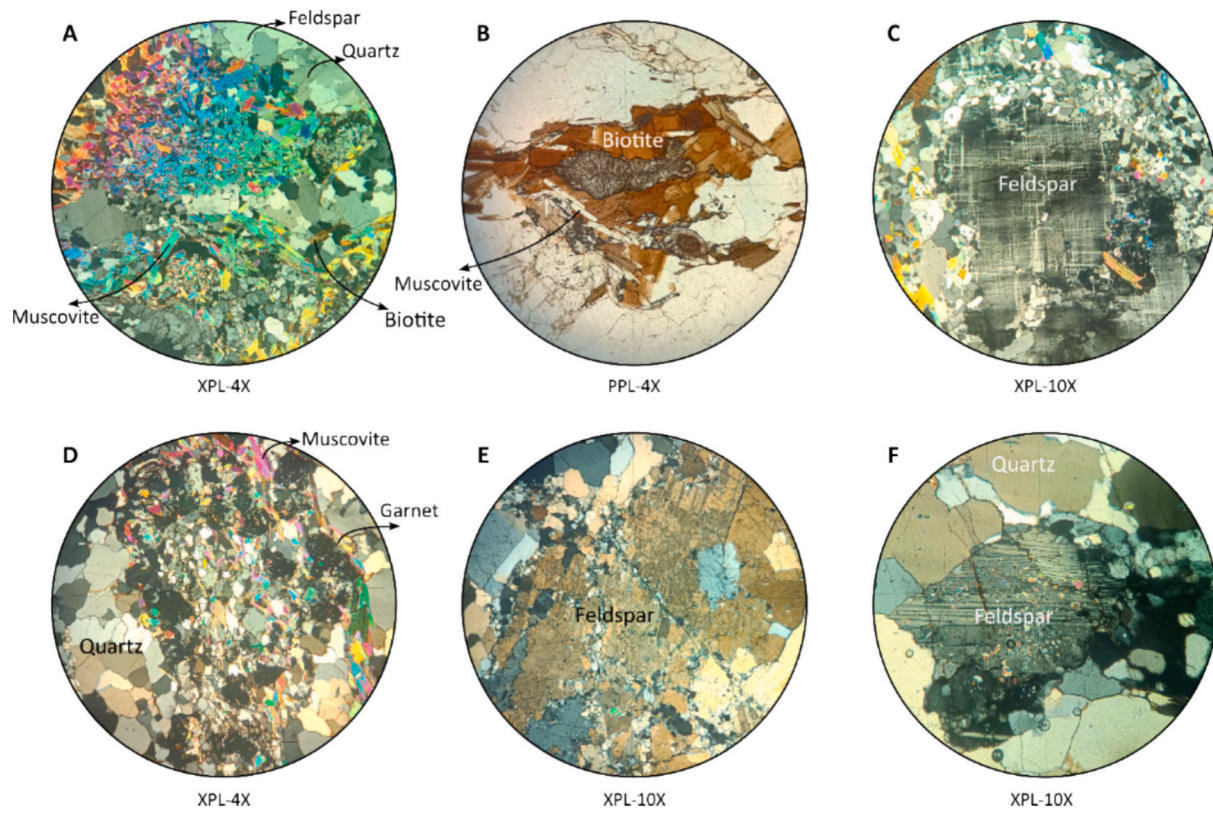 A
Feldspar
Quartz
Muscovite
Biotite
XPL-4X
B
Biotite
Muscovite
PPL-4X
C
Feldspar
XPL-10X
D
Muscovite
Garnet
Quartz
XPL-4X
E
Feldspar
XPL-10X
F
Quartz
Feldspar
XPL-10X